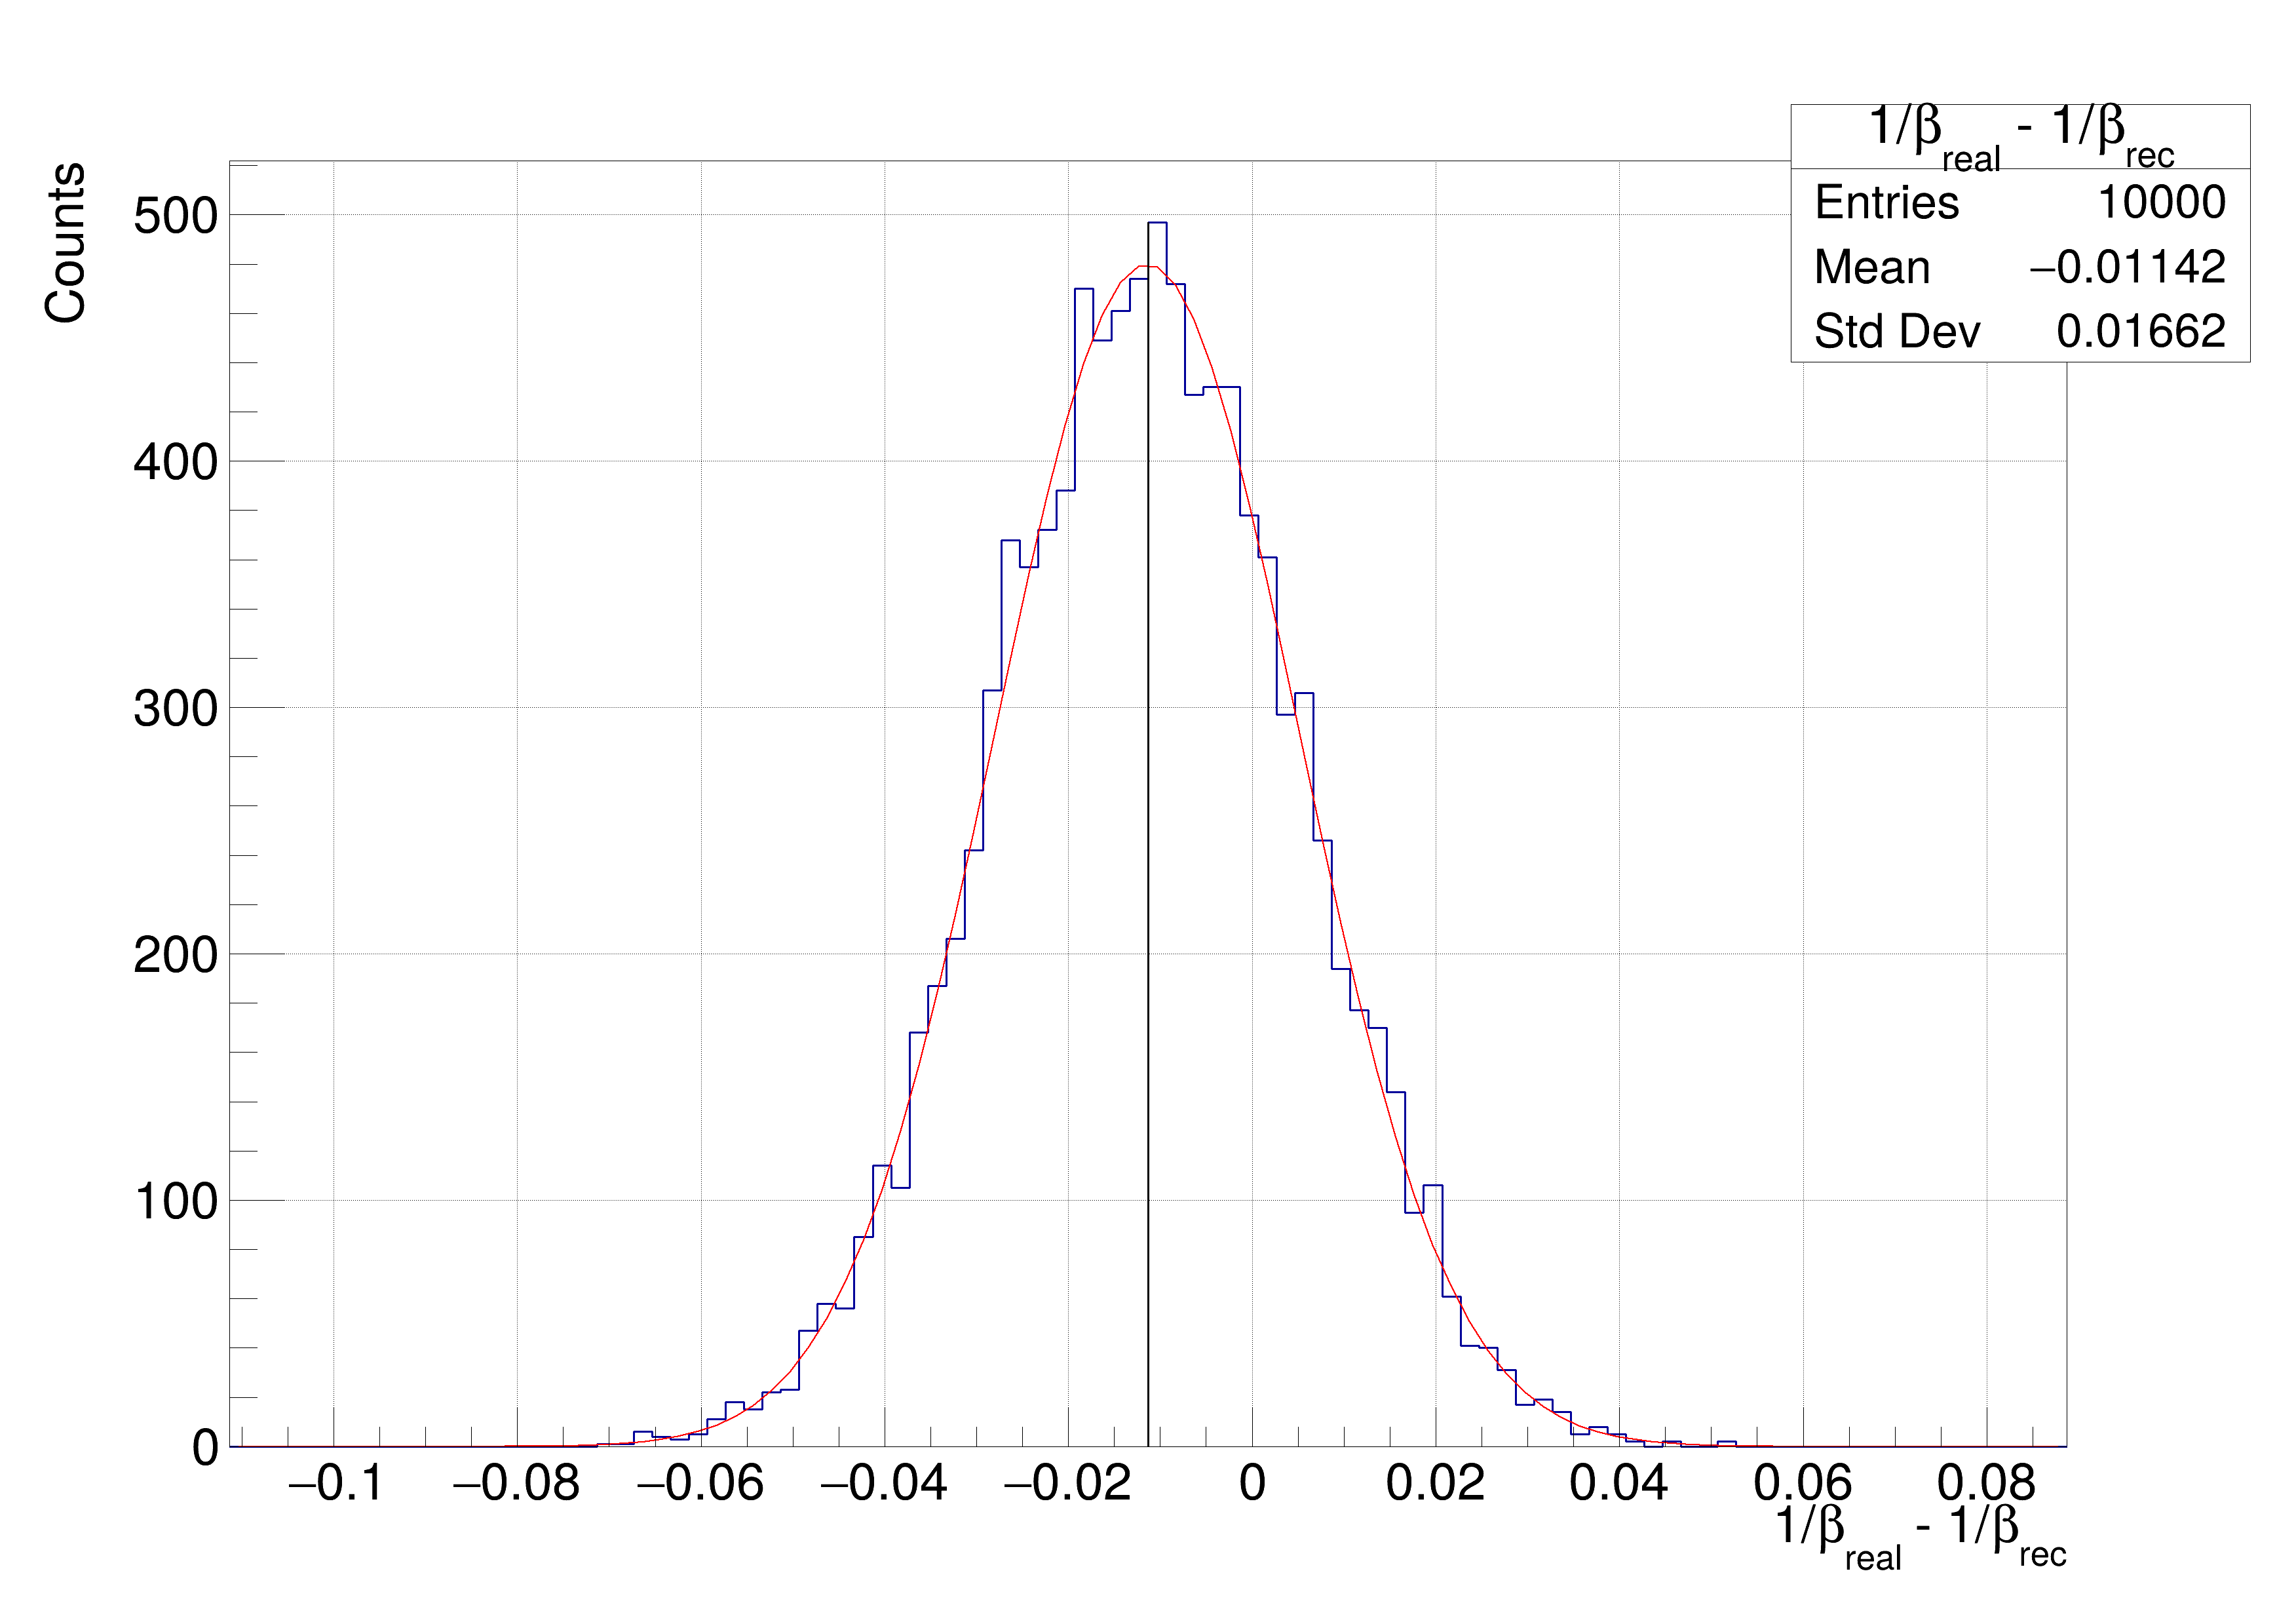 1/βreal - 1/βrec
Entries 10000
Mean −0.01142
Std Dev 0.01662
Counts
500
400
300
200
100
0
−0.1 −0.08 −0.06 −0.04 −0.02 0 0.02 0.04 0.06 0.08
1/βreal - 1/βrec